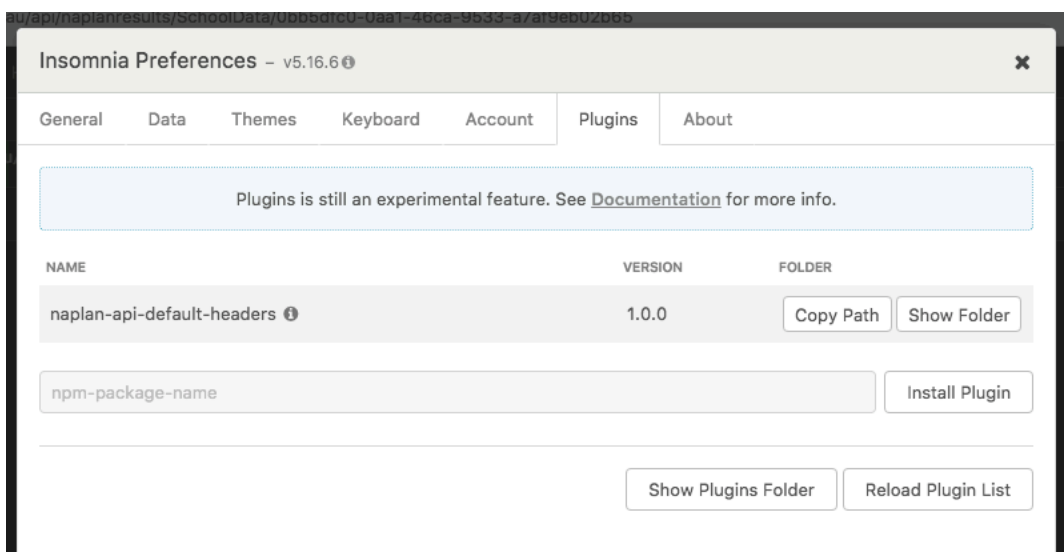 au/api/naplanresults/SchoolData/0bb5dfc0-0aa1-46ca-9533-a7af9eb02b65
Insomnia Preferences – v5.16.6
General Data Themes Keyboard Account Plugins About
Plugins is still an experimental feature. See Documentation for more info.
NAME VERSION FOLDER
naplan-api-default-headers 1.0.0 Copy Path Show Folder
npm-package-name Install Plugin
Show Plugins Folder Reload Plugin List